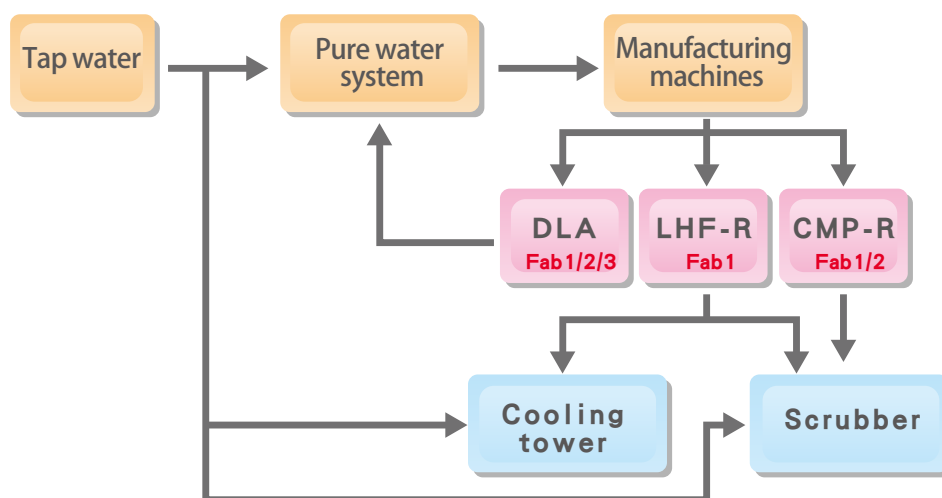 Tap water
Pure water
system
Manufacturing
machines
DLA
Fab1/2/3
LHF-R
Fab1
CMP-R
Fab1/2
Cooling
tower
Scrubber